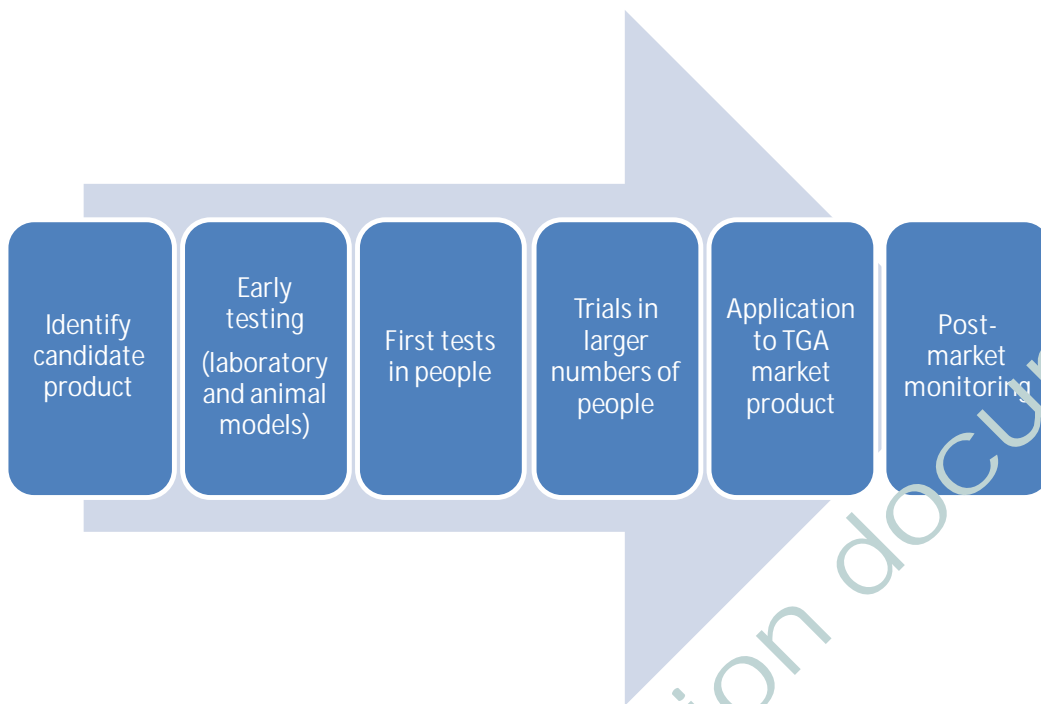 Identify
candidate
product
Early
testing
(laboratory
and animal
models)
First tests
in people
Trials in
larger
numbers of
people
Application
to TGA
market
product
Post-
market
monitoring